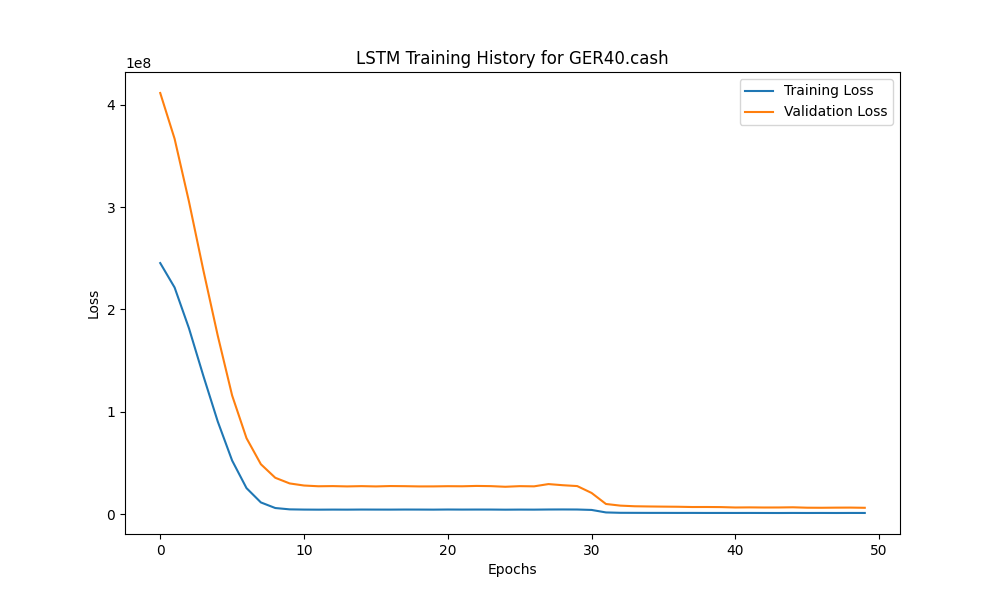 LSTM Training History for GER40.cash
1e8
Training Loss
Validation Loss
4
3
2
1
0
Loss
0 10 20 30 40 50
Epochs